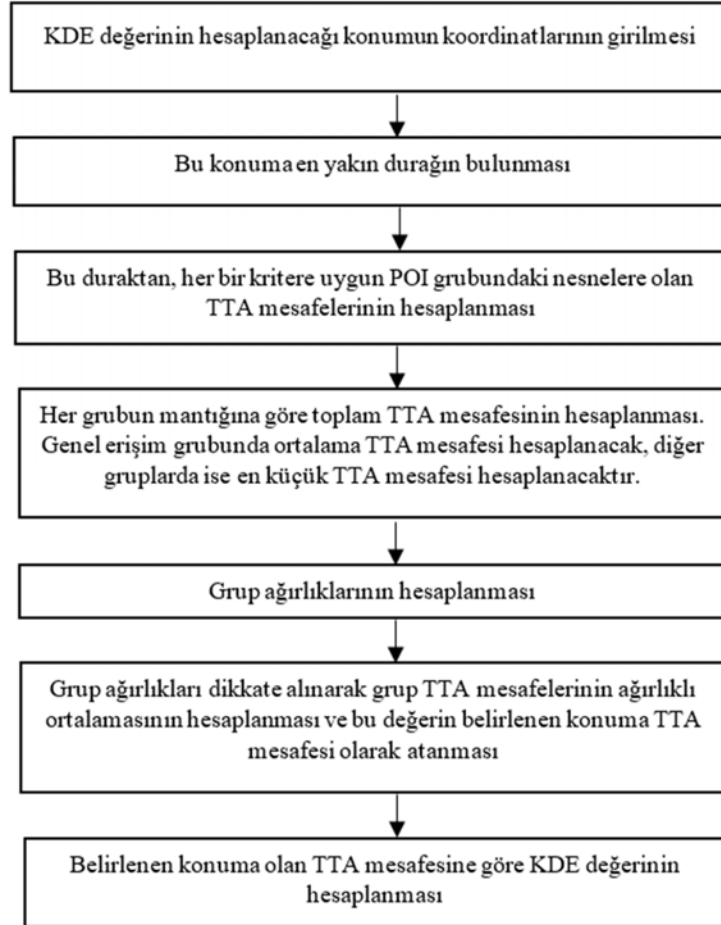 KDE değerinin hesaplanacağı konumun koordinatlarının girilmesi
Bu konuma en yakın durağın bulunması
Bu duraktan, her bir kritere uygun POI grubundaki nesnelere olan
TTA mesafelerinin hesaplanması
Her grubun mantığına göre toplam TTA mesafesinin hesaplanması.
Genel erişim grubunda ortalama TTA mesafesi hesaplanacak, diğer
gruplarda ise en küçük TTA mesafesi hesaplanacaktır.
Grup ağırlıklarının hesaplanması
Grup ağırlıkları dikkate alınarak grup TTA mesafelerinin ağırlıklı
ortalamasının hesaplanması ve bu değerin belirlenen konuma TTA
mesafesi olarak atanması
Belirlenen konuma olan TTA mesafesine göre KDE değerinin
hesaplanması